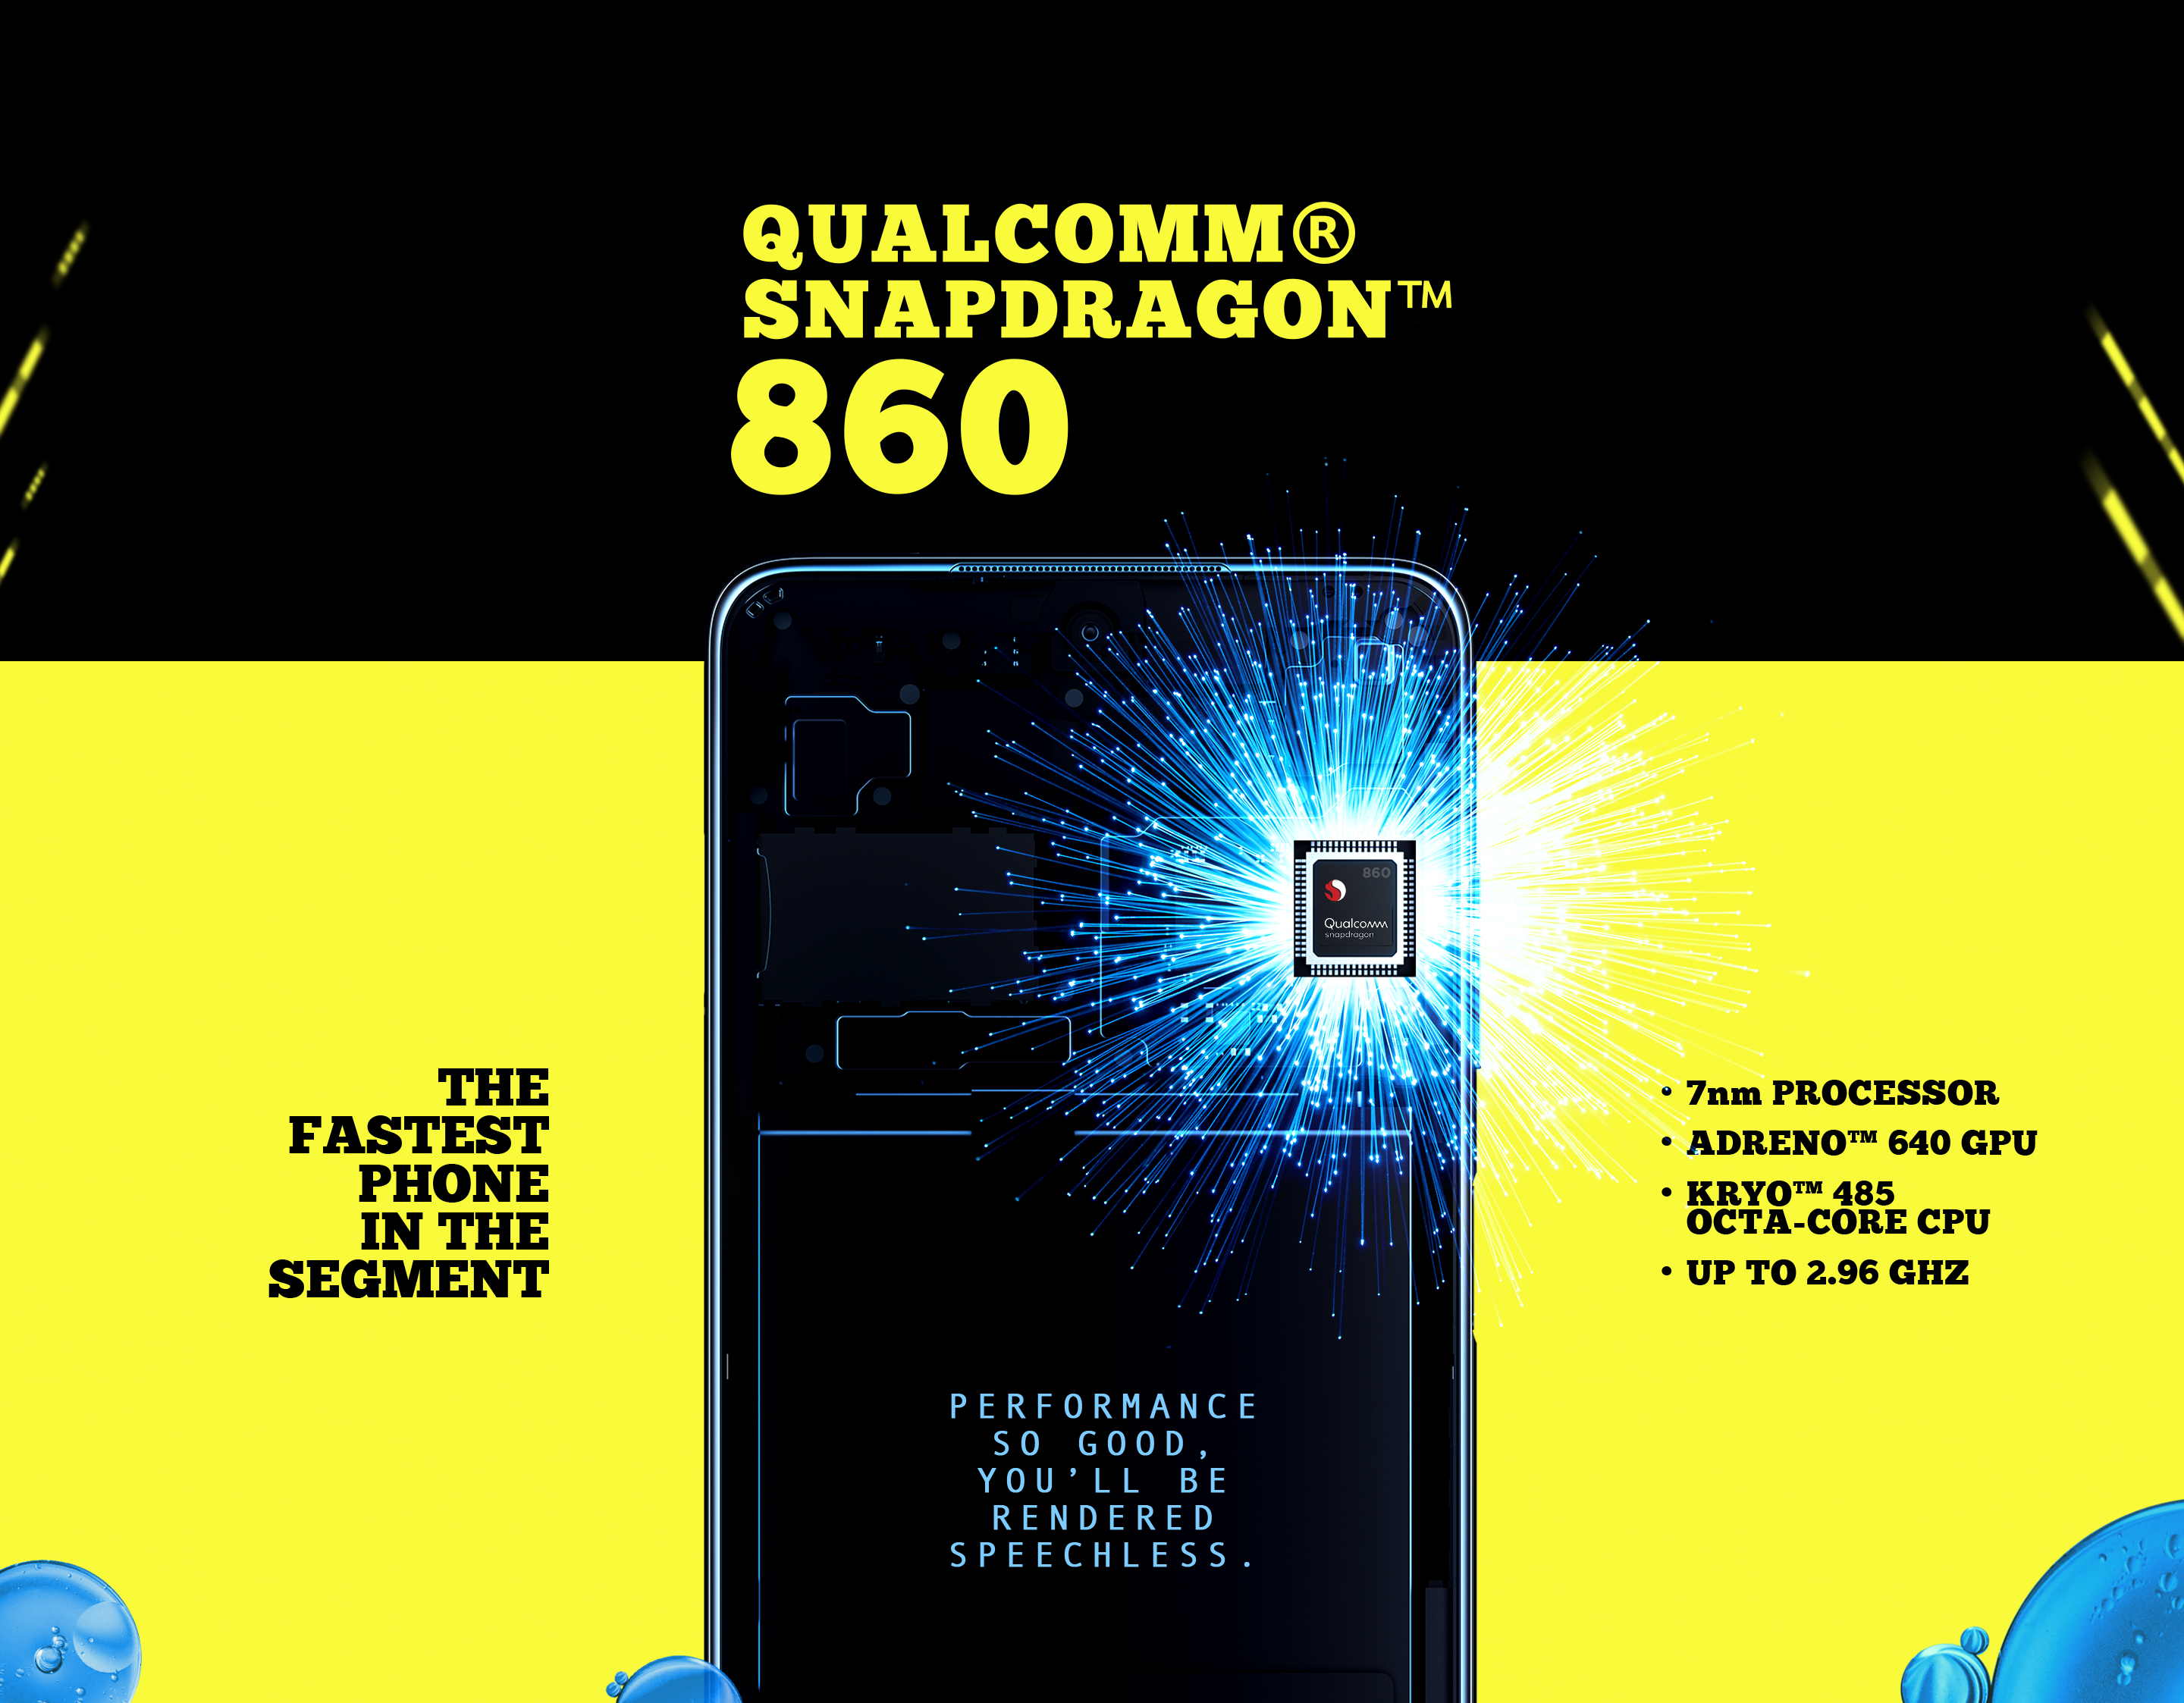 QUALCOMM®
SNAPDRAGON™
860
860
Qualcomm
snapdragon
THE
FASTEST
PHONE
IN THE
SEGMENT
• 7nm PROCESSOR
• ADRENO™ 640 GPU
• KRYO™ 485
OCTA-CORE CPU
• UP TO 2.96 GHZ
PERFORMANCE
SO GOOD,
YOU’LL BE
RENDERED
SPEECHLESS.